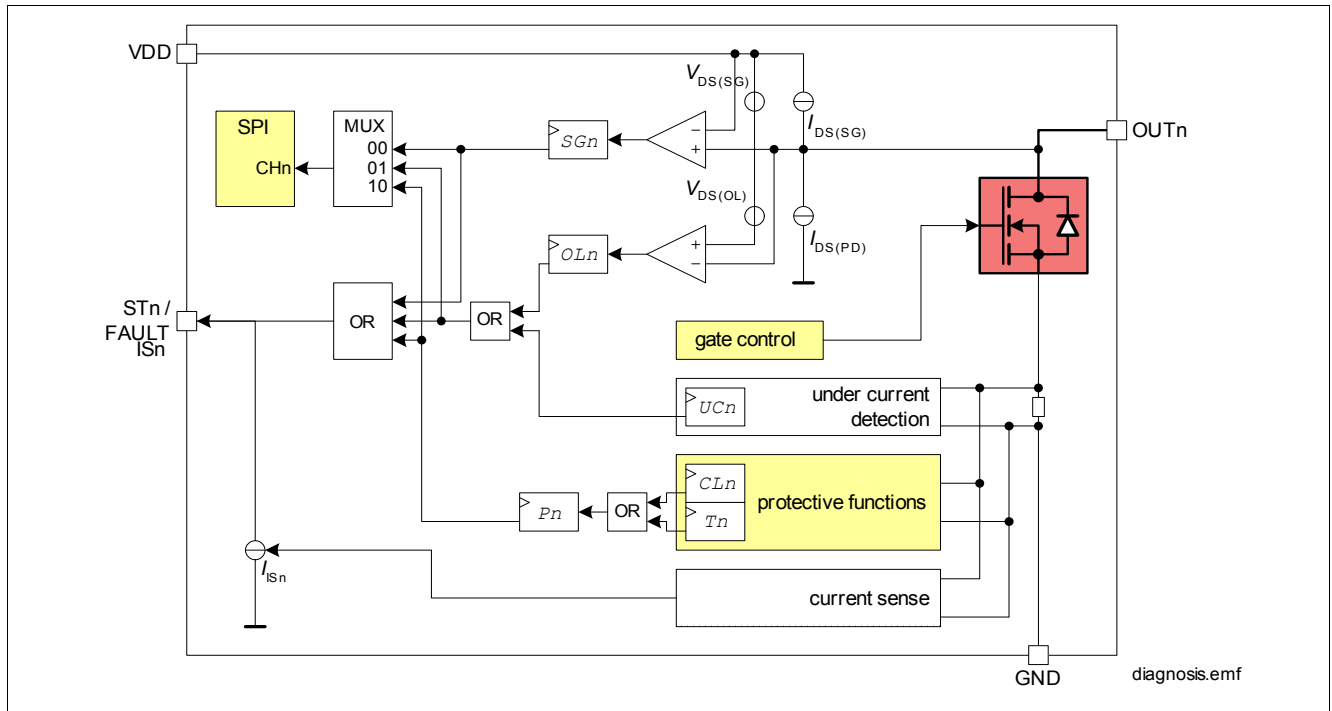 VDD
SPI
CHn
MUX
00
01
10
SGn
−
+
VDS(SG)
IDS(SG)
OUTn
VDS(OL)
IDS(PD)
OLn
+
−
STn /
FAULT
ISn
OR
OR
gate control
UCn
under current
detection
Pn
OR
CLn
Tn
protective functions
IISn
current sense
GND
diagnosis.emf